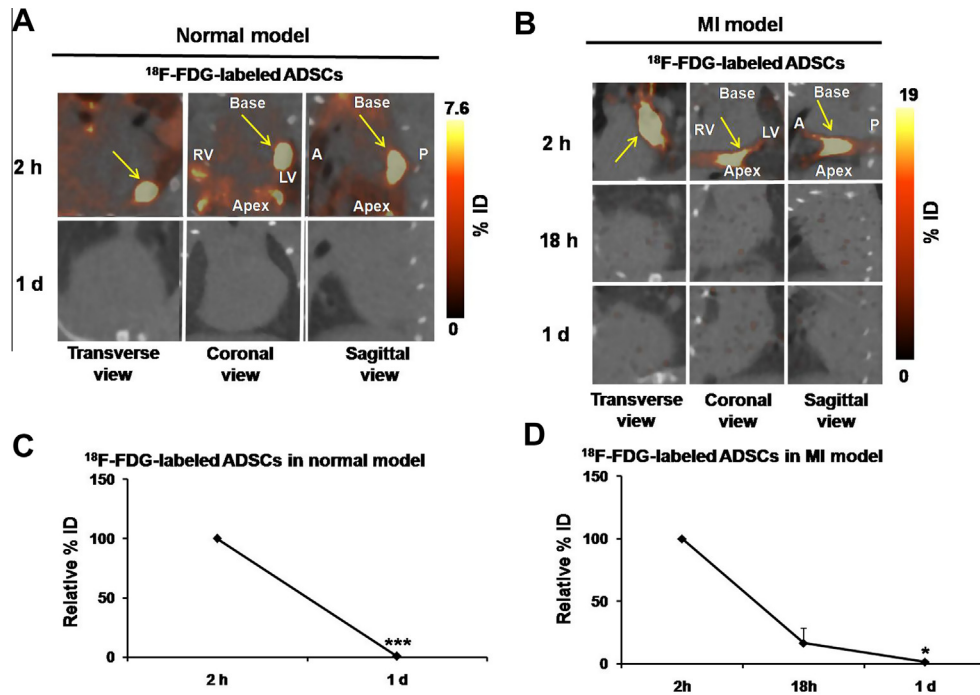 A
Normal model
¹⁸F-FDG-labeled ADSCs
2 h
Base
Base
RV
LV
A
P
Apex
Apex
1 d
7.6
% ID
0
Transverse view
Coronal view
Sagittal view
B
MI model
¹⁸F-FDG-labeled ADSCs
2 h
Base
Base
RV
LV
A
P
Apex
Apex
18 h
1 d
19
% ID
0
Transverse view
Coronal view
Sagittal view
C
¹⁸F-FDG-labeled ADSCs in normal model
Relative % ID
150
100
50
0
***
2 h
1 d
D
¹⁸F-FDG-labeled ADSCs in MI model
Relative % ID
150
100
50
0
*
2h
18h
1 d